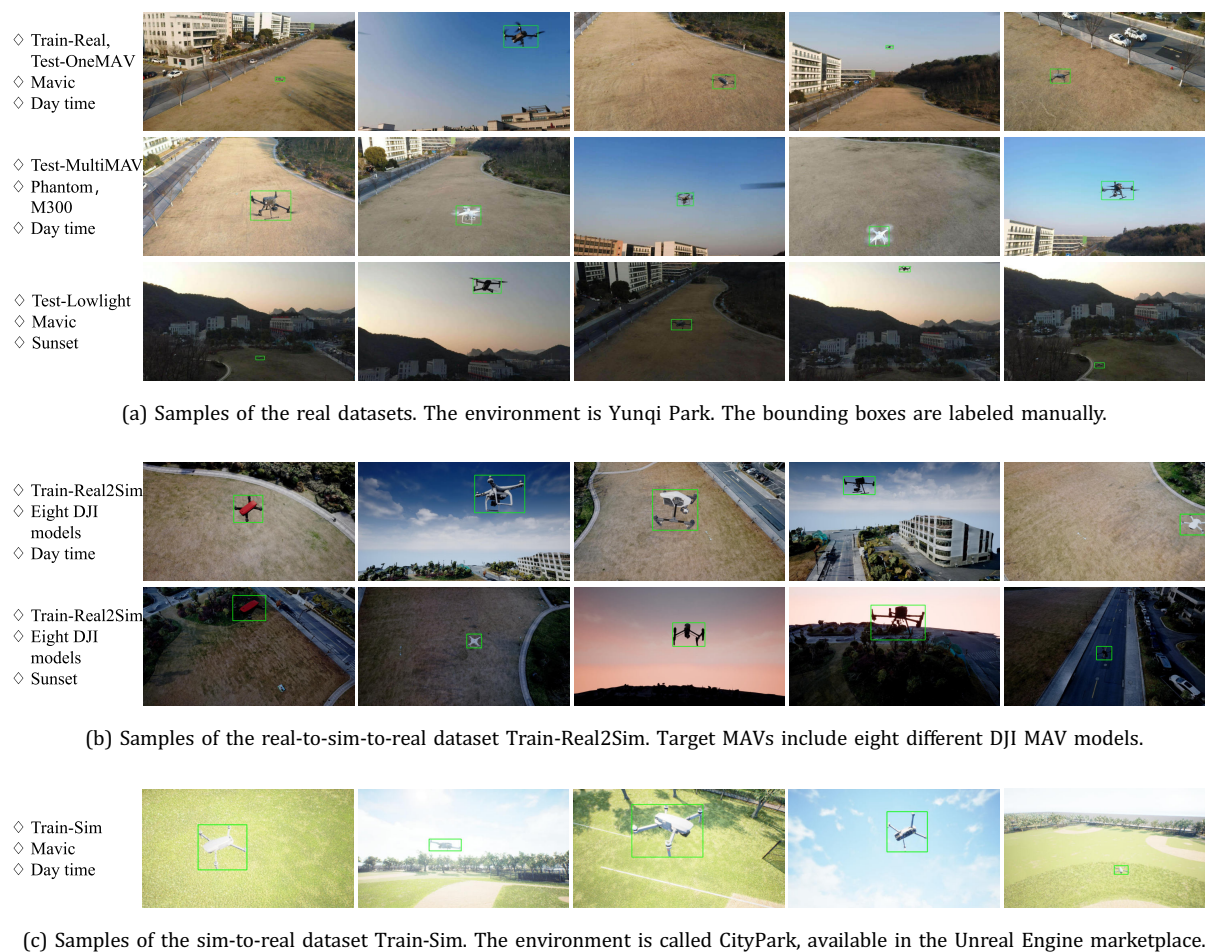 ◇ Train-Real,
Test-OneMAV
◇ Mavic
◇ Day time
◇ Test-MultiMAV
◇ Phantom,
M300
◇ Day time
◇ Test-Lowlight
◇ Mavic
◇ Sunset
(a) Samples of the real datasets. The environment is Yunqi Park. The bounding boxes are labeled manually.
◇ Train-Real2Sim
◇ Eight DJI
models
◇ Day time
◇ Train-Real2Sim
◇ Eight DJI
models
◇ Sunset
(b) Samples of the real-to-sim-to-real dataset Train-Real2Sim. Target MAVs include eight different DJI MAV models.
◇ Train-Sim
◇ Mavic
◇ Day time
(c) Samples of the sim-to-real dataset Train-Sim. The environment is called CityPark, available in the Unreal Engine marketplace.